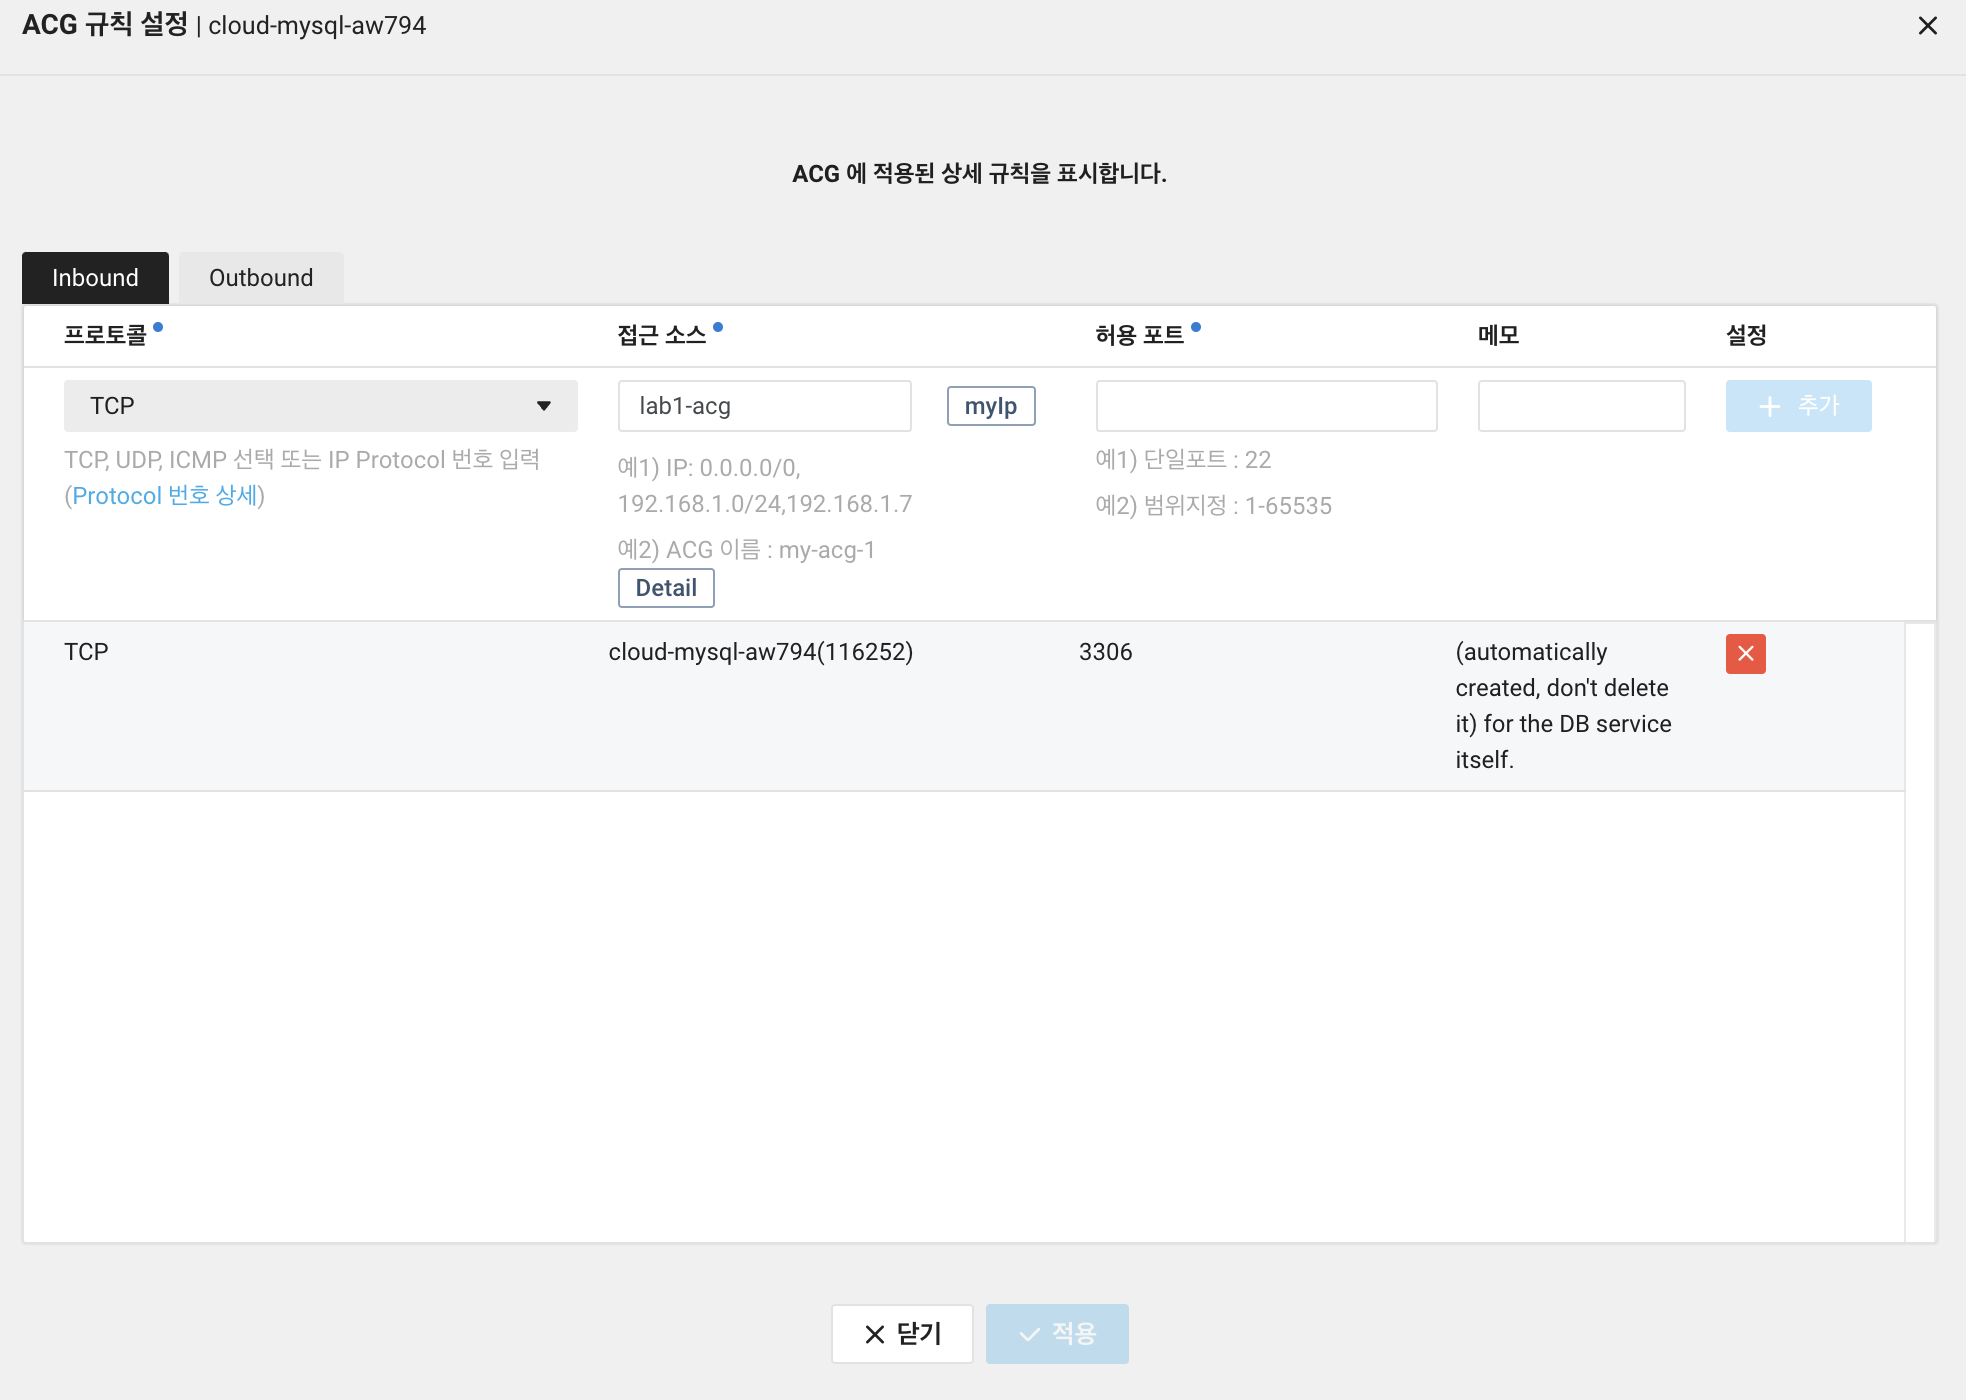 ACG 규칙 설정 | cloud-mysql-aw794
ACG 에 적용된 상세 규칙을 표시합니다.
Inbound Outbound
프로토콜 접근 소스 허용 포트 메모 설정
TCP lab1-acg myIp + 추가
TCP, UDP, ICMP 선택 또는 IP Protocol 번호 입력
(Protocol 번호 상세)
예1) IP: 0.0.0.0/0,
192.168.1.0/24,192.168.1.7
예2) ACG 이름 : my-acg-1
Detail
예1) 단일포트 : 22
예2) 범위지정 : 1-65535
TCP cloud-mysql-aw794(116252) 3306 (automatically
created, don't delete
it) for the DB service
itself.
닫기 적용